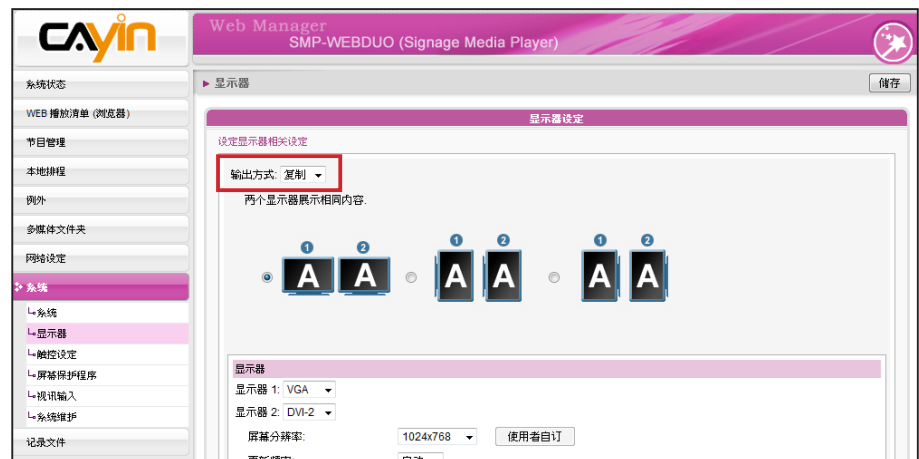 CAYIN
Web Manager
SMP-WEBDUO (Signage Media Player)
显示器
储存
系统状态
WEB 播放清单 (浏览器)
节目管理
本地排程
例外
多媒体文件夹
网络设定
系统
系统
显示器
触控设定
屏幕保护程序
视讯输入
系统维护
记录文件
显示器设定
设定显示器相关设定
输出方式: 复制
两个显示器展示相同内容.
1 2 1 2 1 2
A A A A A A
显示器
显示器 1: VGA
显示器 2: DVI-2
屏幕分辨率: 1024x768 使用者自订